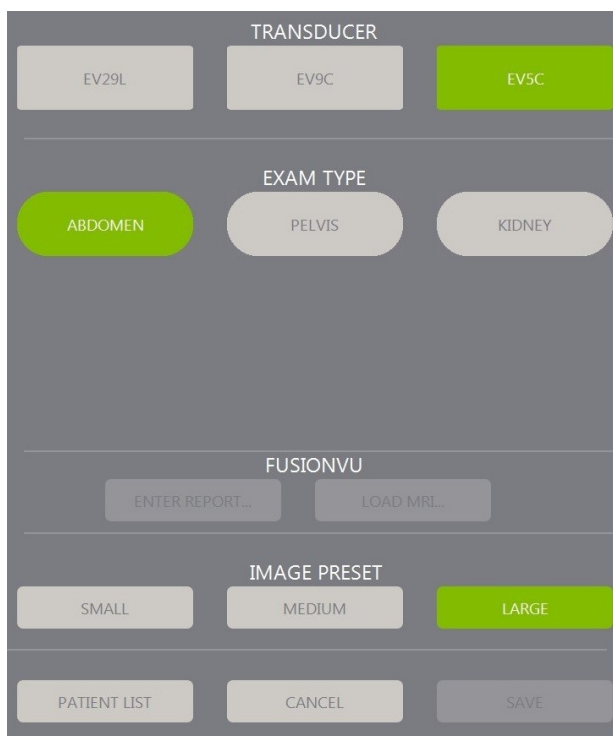 TRANSDUCER
EV29L EV9C EV5C
EXAM TYPE
ABDOMEN PELVIS KIDNEY
FUSIONVU
ENTER REPORT... LOAD MRI...
IMAGE PRESET
SMALL MEDIUM LARGE
PATIENT LIST CANCEL SAVE